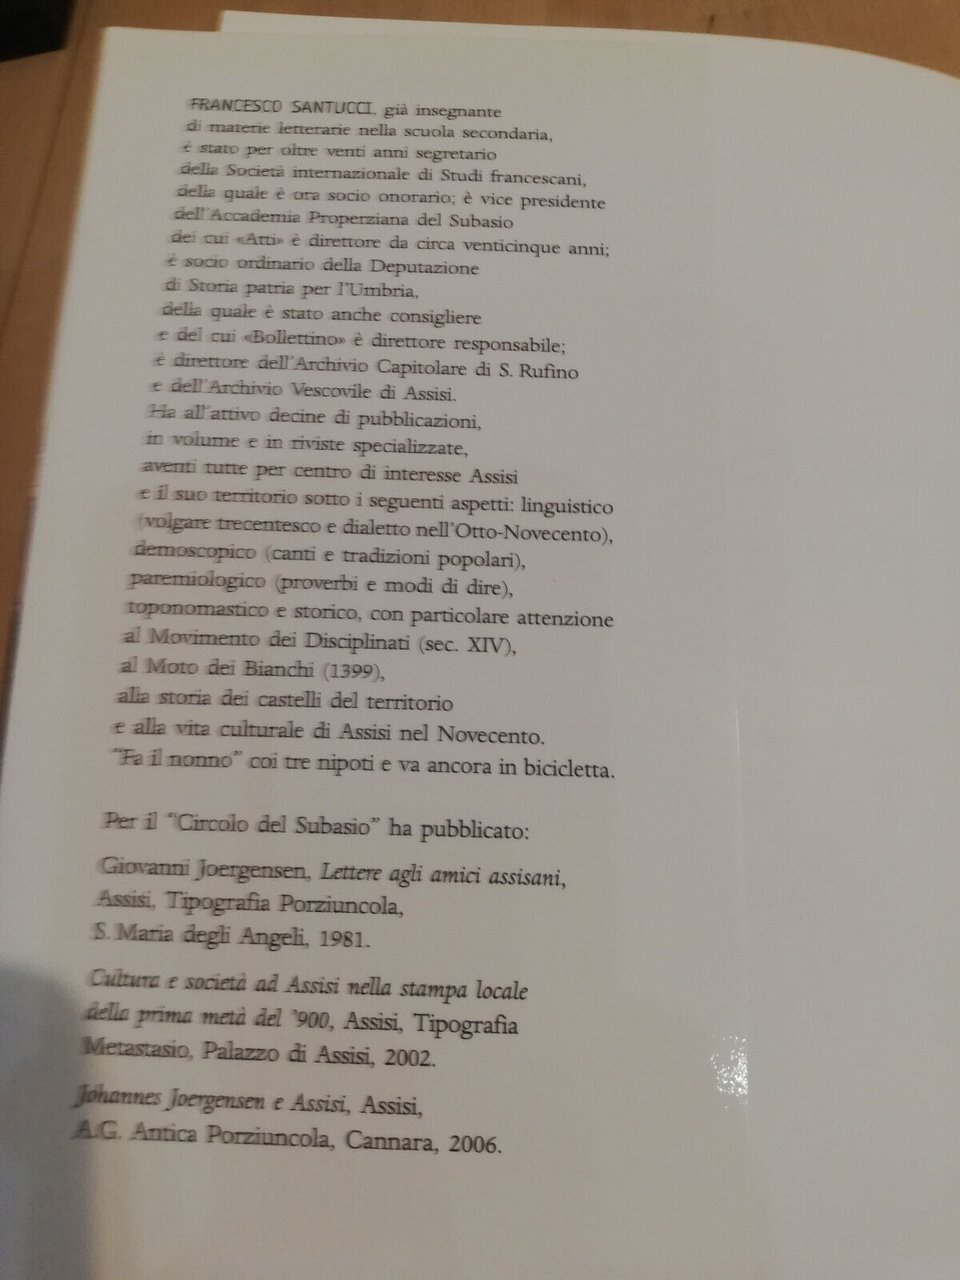 FRANCESCO SANTUCCI, già insegnante
di materie letterarie nella scuola secondaria,
è stato per oltre venti anni segretario
della Società internazionale di Studi francescani,
della quale è ora socio onorario; è vice presidente
dell'Accademia Properziana del Subasio
dei cui «Atti» è direttore da circa venticinque anni;
è socio ordinario della Deputazione
di Storia patria per l'Umbria,
della quale è stato anche consigliere
e del cui «Bollettino» è direttore responsabile;
è direttore dell'Archivio Capitolare di S. Rufino
e dell'Archivio Vescovile di Assisi.
Ha all'attivo decine di pubblicazioni,
in volume e in riviste specializzate,
aventi tutte per centro di interesse Assisi
e il suo territorio sotto i seguenti aspetti: linguistico
(volgare trecentesco e dialetto nell'Otto-Novecento),
demoscopico (canti e tradizioni popolari),
paremiologico (proverbi e modi di dire),
toponomastico e storico, con particolare attenzione
al Movimento dei Disciplinati (sec. XIV),
al Moto dei Bianchi (1399),
alla storia dei castelli del territorio
e alla vita culturale di Assisi nel Novecento.
"Fa il nonno" coi tre nipoti e va ancora in bicicletta.
Per il "Circolo del Subasio" ha pubblicato:
Giovanni Joergensen, Lettere agli amici assisani,
Assisi, Tipografia Porziuncola,
S. Maria degli Angeli, 1981.
Cultura e società ad Assisi nella stampa locale
della prima metà del '900, Assisi, Tipografia
Metastasio, Palazzo di Assisi, 2002.
Johannes Joergensen e Assisi, Assisi,
A.G. Antica Porziuncola, Cannara, 2006.